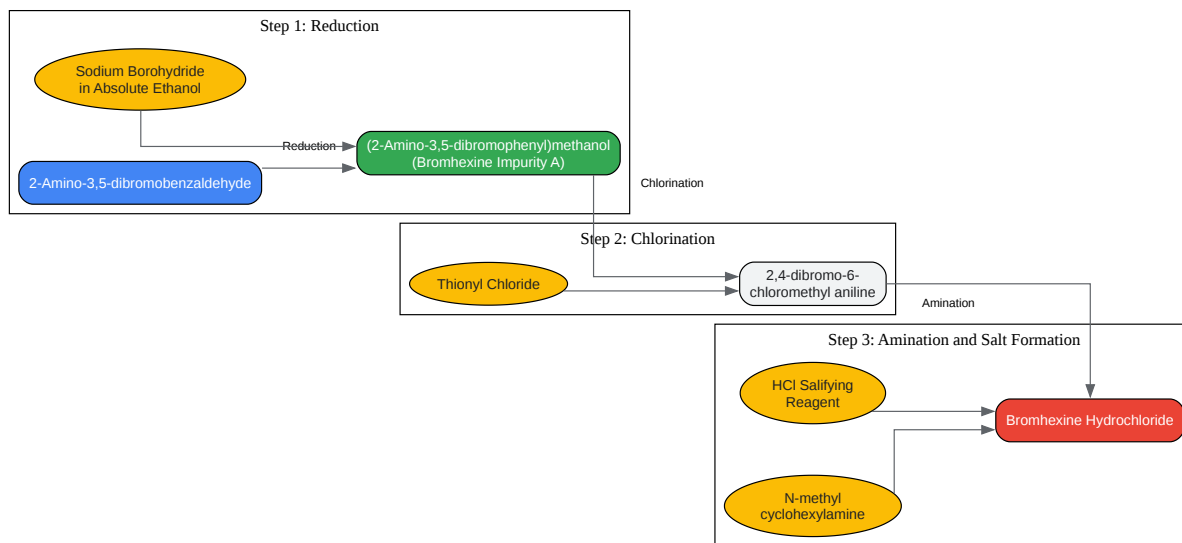 Step 1: Reduction
Sodium Borohydride
in Absolute Ethanol
Reduction
(2-Amino-3,5-dibromophenyl)methanol
(Bromhexine Impurity A)
2-Amino-3,5-dibromobenzaldehyde
Chlorination
Step 2: Chlorination
Thionyl Chloride
2,4-dibromo-6-
chloromethyl aniline
Amination
Step 3: Amination and Salt Formation
HCl Salifying
Reagent
Bromhexine Hydrochloride
N-methyl
cyclohexylamine